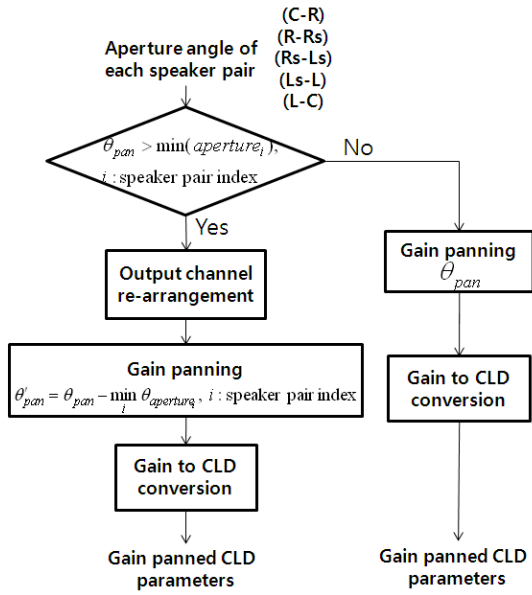 Aperture angle of
each speaker pair
(C-R)
(R-Rs)
(Rs-Ls)
(Ls-L)
(L-C)
θpan > min(aperturei),
i : speaker pair index
No
Yes
Output channel
re-arrangement
Gain panning
θpan
Gain panning
θ'pan = θpan − mini θaperturei, i : speaker pair index
Gain to CLD
conversion
Gain to CLD
conversion
Gain panned CLD
parameters
Gain panned CLD
parameters